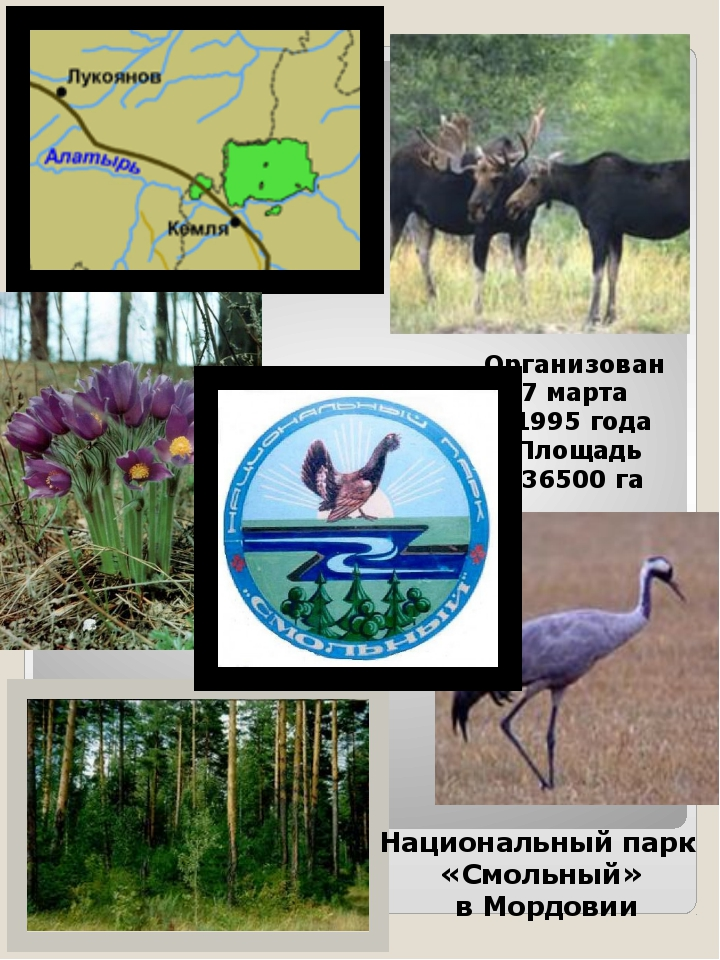 Лукоянов
Алатырь
Кемля
Организован
7 марта
1995 года
Площадь
36500 га
НАЦИОНАЛЬНЫЙ ПАРК
"СМОЛЬНЫЙ"
Национальный парк
«Смольный»
в Мордовии